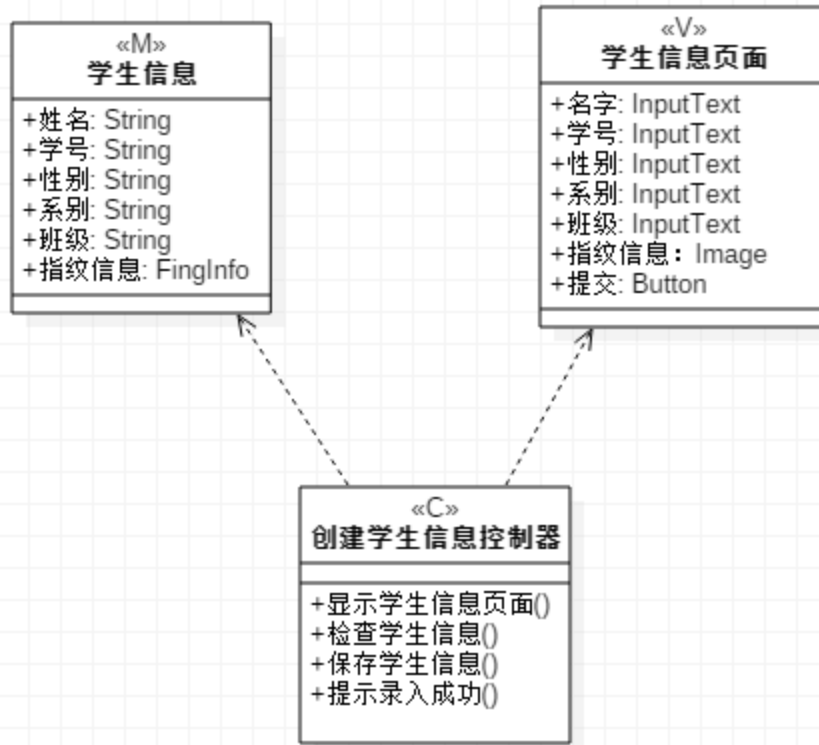 «M»
学生信息
+姓名: String
+学号: String
+性别: String
+系别: String
+班级: String
+指纹信息: FingInfo
«V»
学生信息页面
+名字: InputText
+学号: InputText
+性别: InputText
+系别: InputText
+班级: InputText
+指纹信息：Image
+提交: Button
«C»
创建学生信息控制器
+显示学生信息页面()
+检查学生信息()
+保存学生信息()
+提示录入成功()